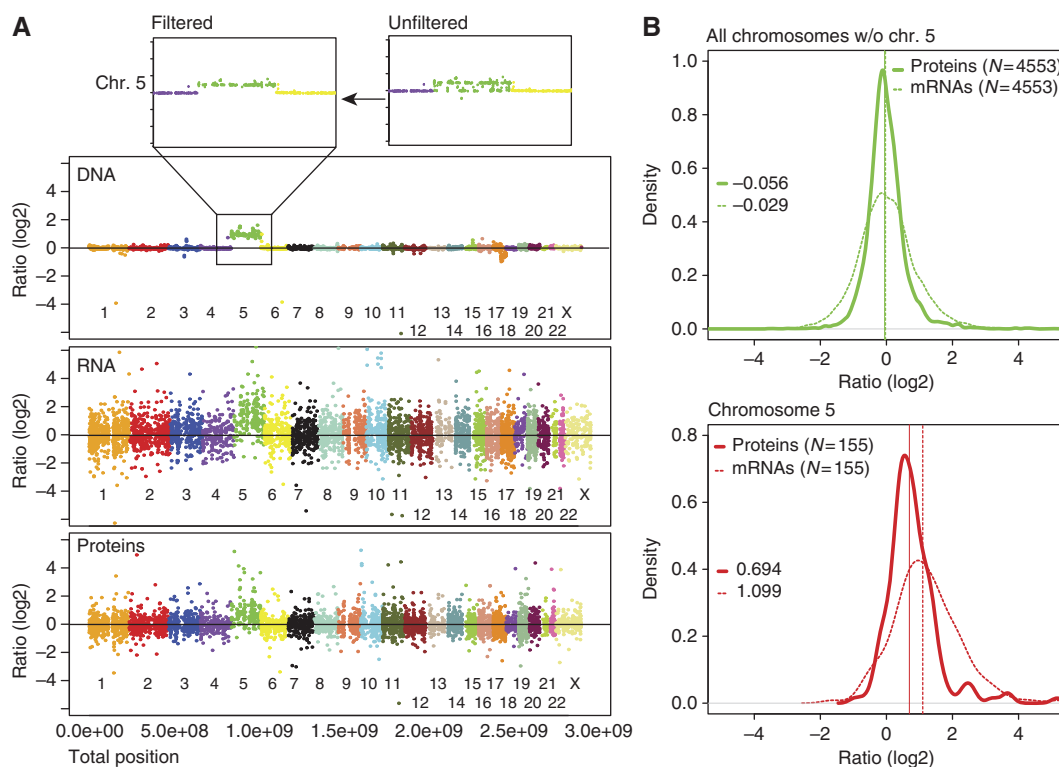 A
Filtered
Unfiltered
Chr. 5
DNA
Ratio (log2)
4
2
0
−2
−4
1 2 3 4 5 6 7 8 9 10 11 13 15 17 19 21 X
12 14 16 18 20 22
RNA
Ratio (log2)
4
2
0
−2
−4
1 2 3 4 5 6 7 8 9 10 11 13 15 17 19 21 X
12 14 16 18 20 22
Proteins
Ratio (log2)
4
2
0
−2
−4
1 2 3 4 5 6 7 8 9 10 11 13 15 17 19 21 X
12 14 16 18 20 22
0.0e+00 5.0e+08 1.0e+09 1.5e+09 2.0e+09 2.5e+09 3.0e+09
Total position
B
All chromosomes w/o chr. 5
Proteins (N=4553)
mRNAs (N=4553)
−0.056
−0.029
Density
1.0
0.8
0.6
0.4
0.2
0.0
−4 −2 0 2 4
Ratio (log2)
Chromosome 5
Proteins (N=155)
mRNAs (N=155)
0.694
1.099
Density
0.8
0.6
0.4
0.2
0.0
−4 −2 0 2 4
Ratio (log2)